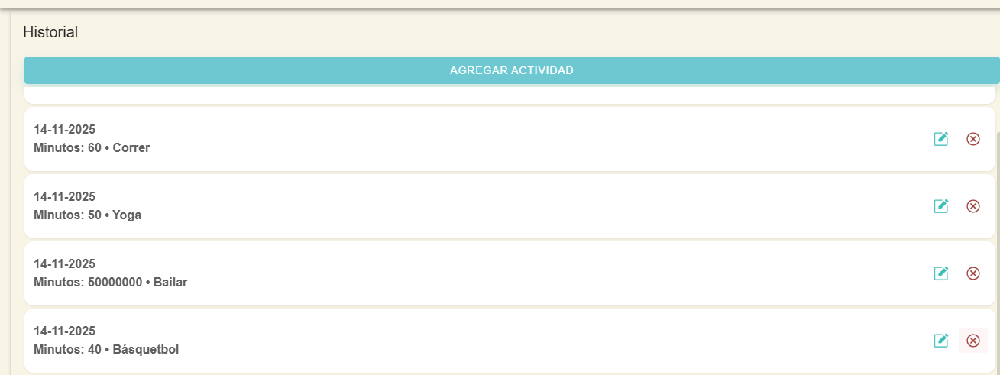 Historial
AGREGAR ACTIVIDAD
14-11-2025
Minutos: 60 • Correr
14-11-2025
Minutos: 50 • Yoga
14-11-2025
Minutos: 50000000 • Bailar
14-11-2025
Minutos: 40 • Básquetbol